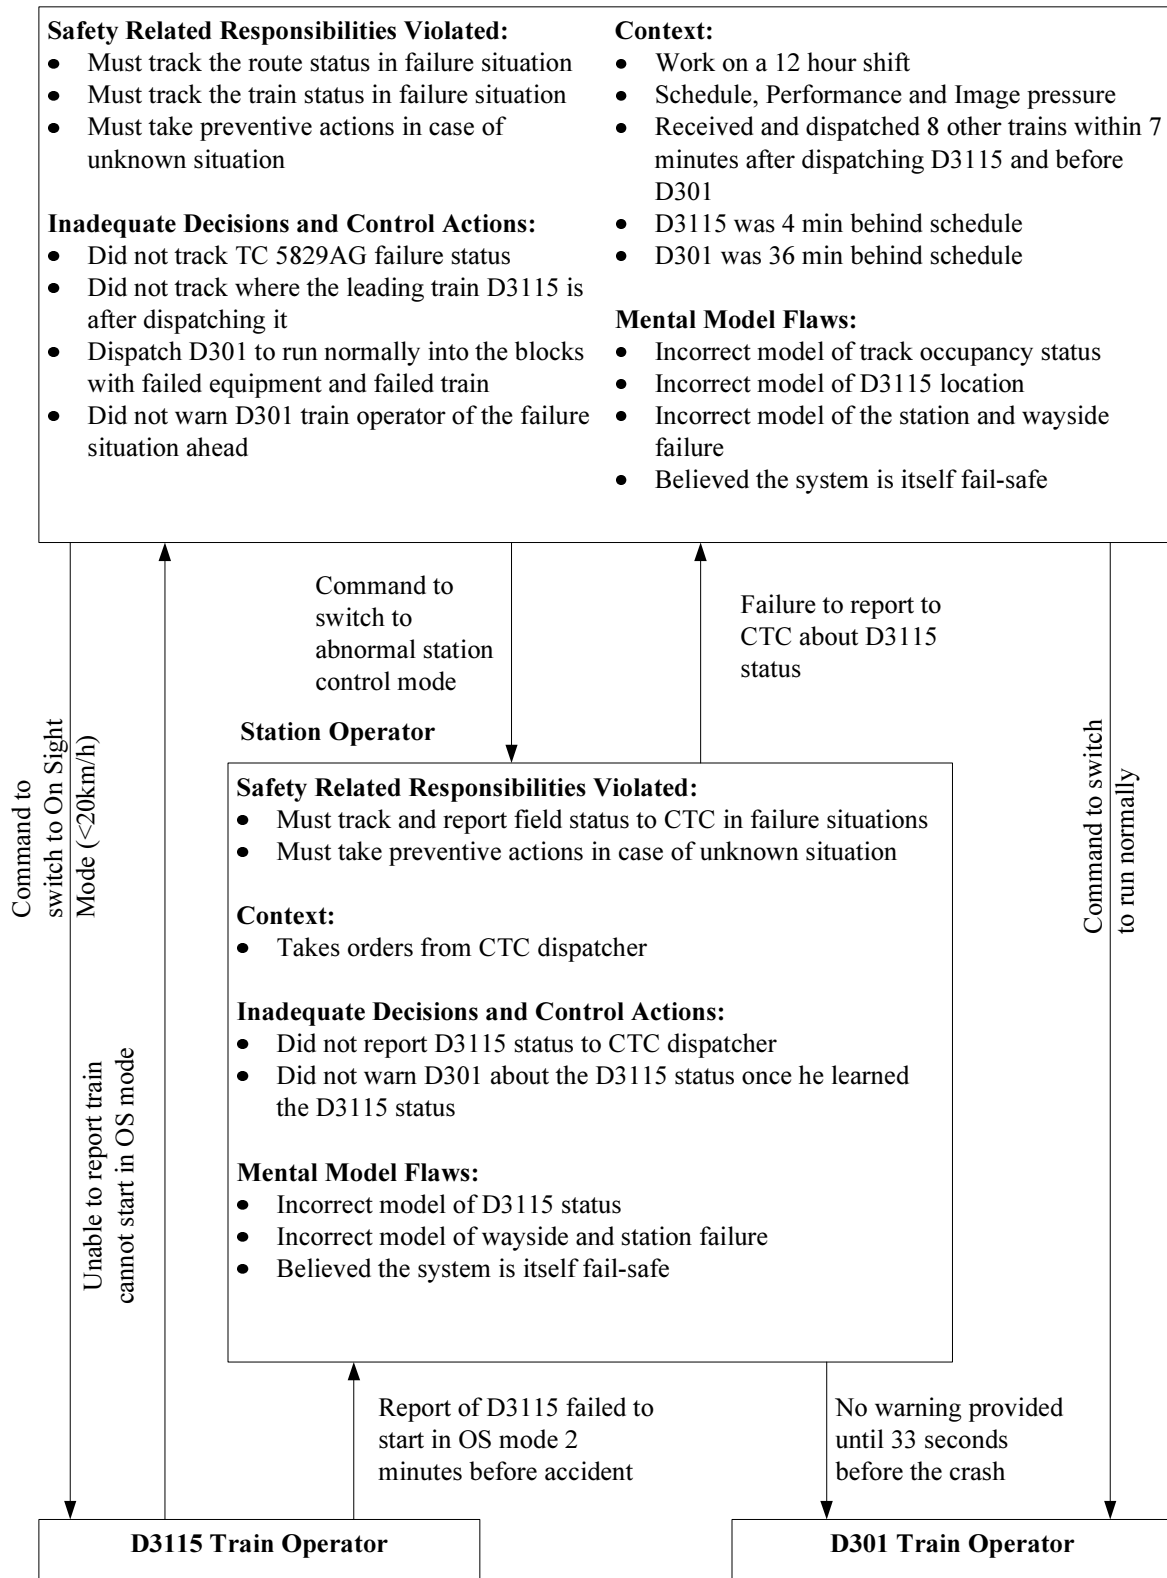 Safety Related Responsibilities Violated:
• Must track the route status in failure situation
• Must track the train status in failure situation
• Must take preventive actions in case of
unknown situation
Inadequate Decisions and Control Actions:
• Did not track TC 5829AG failure status
• Did not track where the leading train D3115 is
after dispatching it
• Dispatch D301 to run normally into the blocks
with failed equipment and failed train
• Did not warn D301 train operator of the failure
situation ahead
Context:
• Work on a 12 hour shift
• Schedule, Performance and Image pressure
• Received and dispatched 8 other trains within 7
minutes after dispatching D3115 and before
D301
• D3115 was 4 min behind schedule
• D301 was 36 min behind schedule
Mental Model Flaws:
• Incorrect model of track occupancy status
• Incorrect model of D3115 location
• Incorrect model of the station and wayside
failure
• Believed the system is itself fail-safe
Command to
switch to On Sight
Mode (<20km/h)
Unable to report train
cannot start in OS mode
Command to
switch to
abnormal station
control mode
Failure to report to
CTC about D3115
status
Command to switch
to run normally
Station Operator
Safety Related Responsibilities Violated:
• Must track and report field status to CTC in failure situations
• Must take preventive actions in case of unknown situation
Context:
• Takes orders from CTC dispatcher
Inadequate Decisions and Control Actions:
• Did not report D3115 status to CTC dispatcher
• Did not warn D301 about the D3115 status once he learned
the D3115 status
Mental Model Flaws:
• Incorrect model of D3115 status
• Incorrect model of wayside and station failure
• Believed the system is itself fail-safe
Report of D3115 failed to
start in OS mode 2
minutes before accident
No warning provided
until 33 seconds
before the crash
D3115 Train Operator
D301 Train Operator